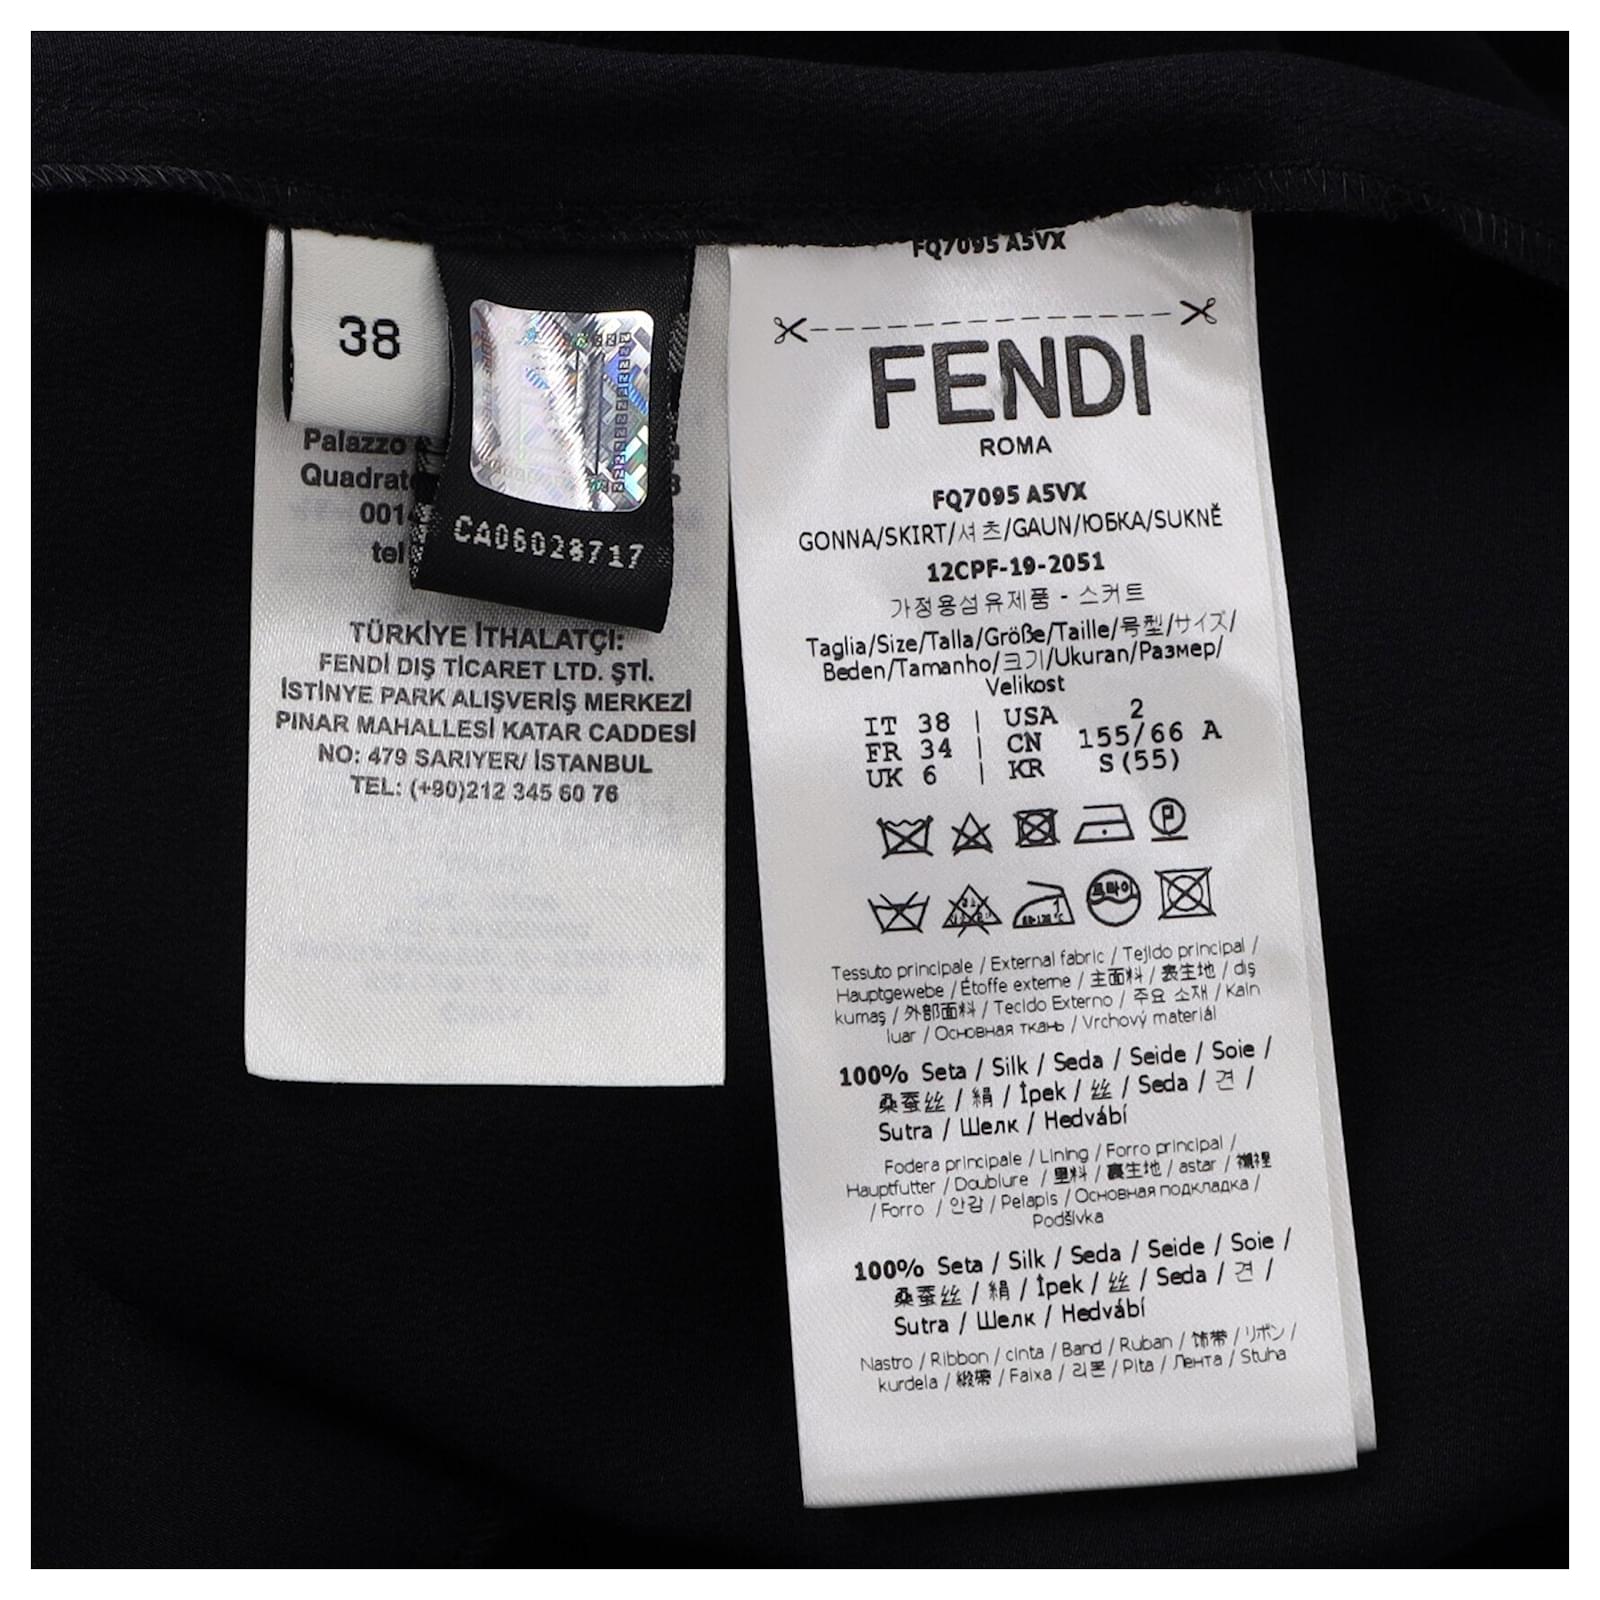 38
CA06028717
Palazzo
Quadrato
tel
TÜRKİYE İTHALATÇI:
FENDİ DIŞ TİCARET LTD. ŞTİ.
İSTİNYE PARK ALIŞVERİŞ MERKEZİ
PINAR MAHALLESİ KATAR CADDESİ
NO: 479 SARIYER/ İSTANBUL
TEL: (+90)212 345 60 76
FQ7095 A5VX
FENDI
ROMA
FQ7095 A5VX
GONNA/SKIRT/셔츠/GAUN/ЮБКА/SUKNĚ
12CPF-19-2051
가정용섬유제품 - 스커트
Taglia/Size/Talla/Größe/Taille/号型/サイズ/
Beden/Tamanho/크기/Ukuran/Размер/
Velikost
IT 38 | USA 2
FR 34 | CN 155/66 A
UK 6 | KR S(55)
P
드라이
Tessuto principale / External fabric / Tejido principal /
Hauptgewebe / Étoffe externe / 主面料 / 表生地 / dış
kumaş / 外部面料 / Tecido Externo / 주요 소재 / Kain
luar / Основная ткань / Vrchový materiál
100% Seta / Silk / Seda / Seide / Soie /
桑蚕丝 / 絹 / İpek / 丝 / Seda / 견 /
Sutra / Шелк / Hedvábí
Fodera principale / Lining / Forro principal /
Hauptfutter / Doublure / 里料 / 裏生地 / astar / 襯裡
/ Forro / 안감 / Pelapis / Основная подкладка /
Podšívka
100% Seta / Silk / Seda / Seide / Soie /
桑蚕丝 / 絹 / İpek / 丝 / Seda / 견 /
Sutra / Шелк / Hedvábí
Nastro / Ribbon / cinta / Band / Ruban / 饰带 / リボン /
kurdela / 緞帶 / Faixa / 리본 / Pita / Лента / Stuha